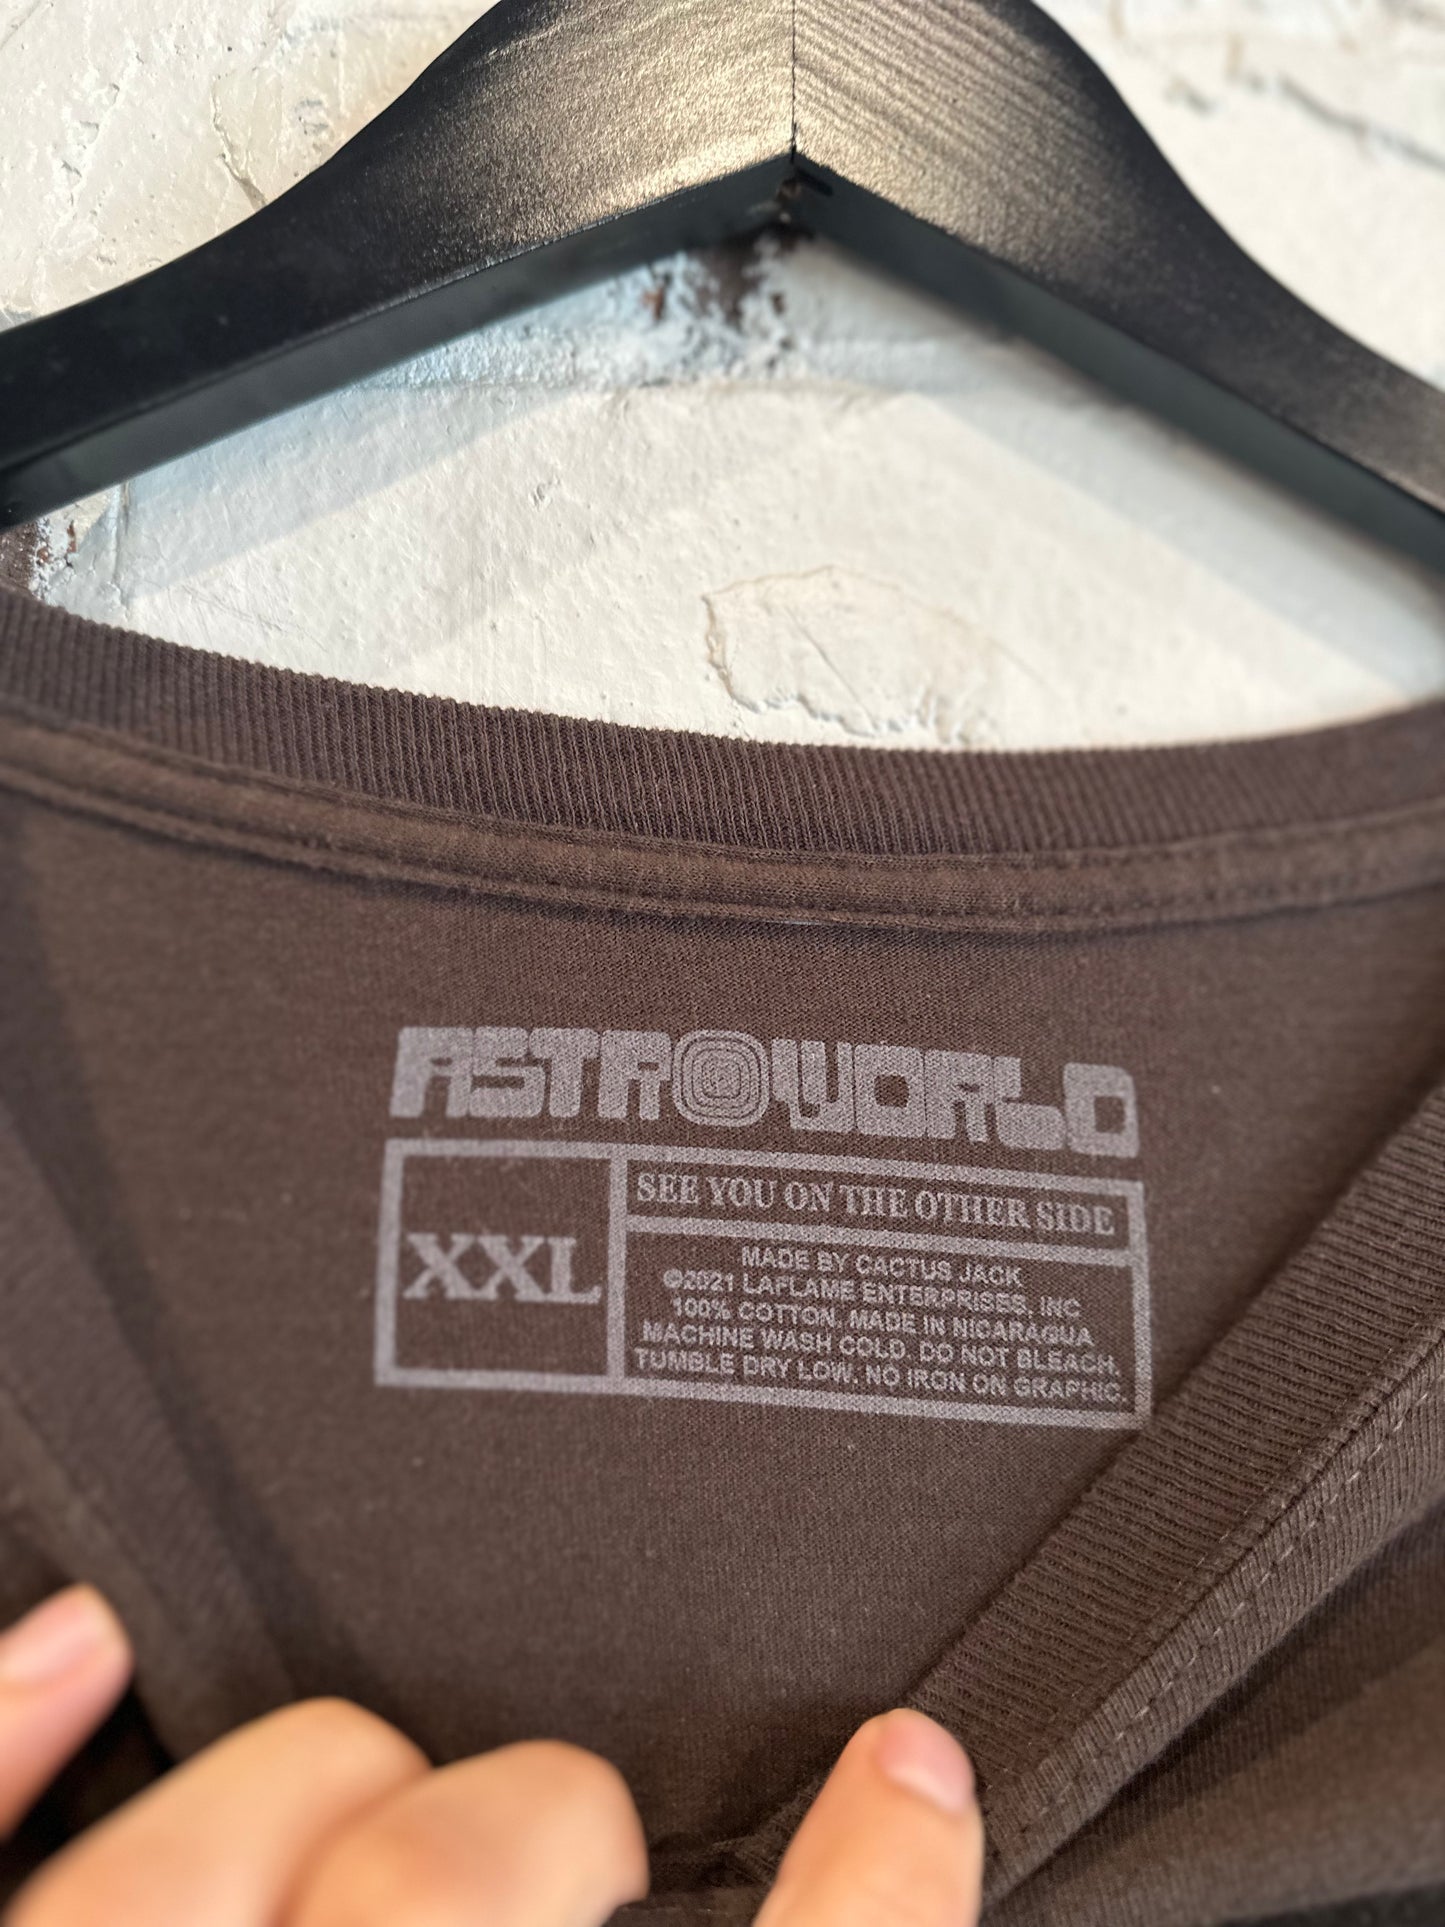 ASTROWORLD
XXL
SEE YOU ON THE OTHER SIDE
MADE BY CACTUS JACK
©2021 LAFLAME ENTERPRISES, INC
100% COTTON. MADE IN NICARAGUA
MACHINE WASH COLD. DO NOT BLEACH.
TUMBLE DRY LOW. NO IRON ON GRAPHIC.